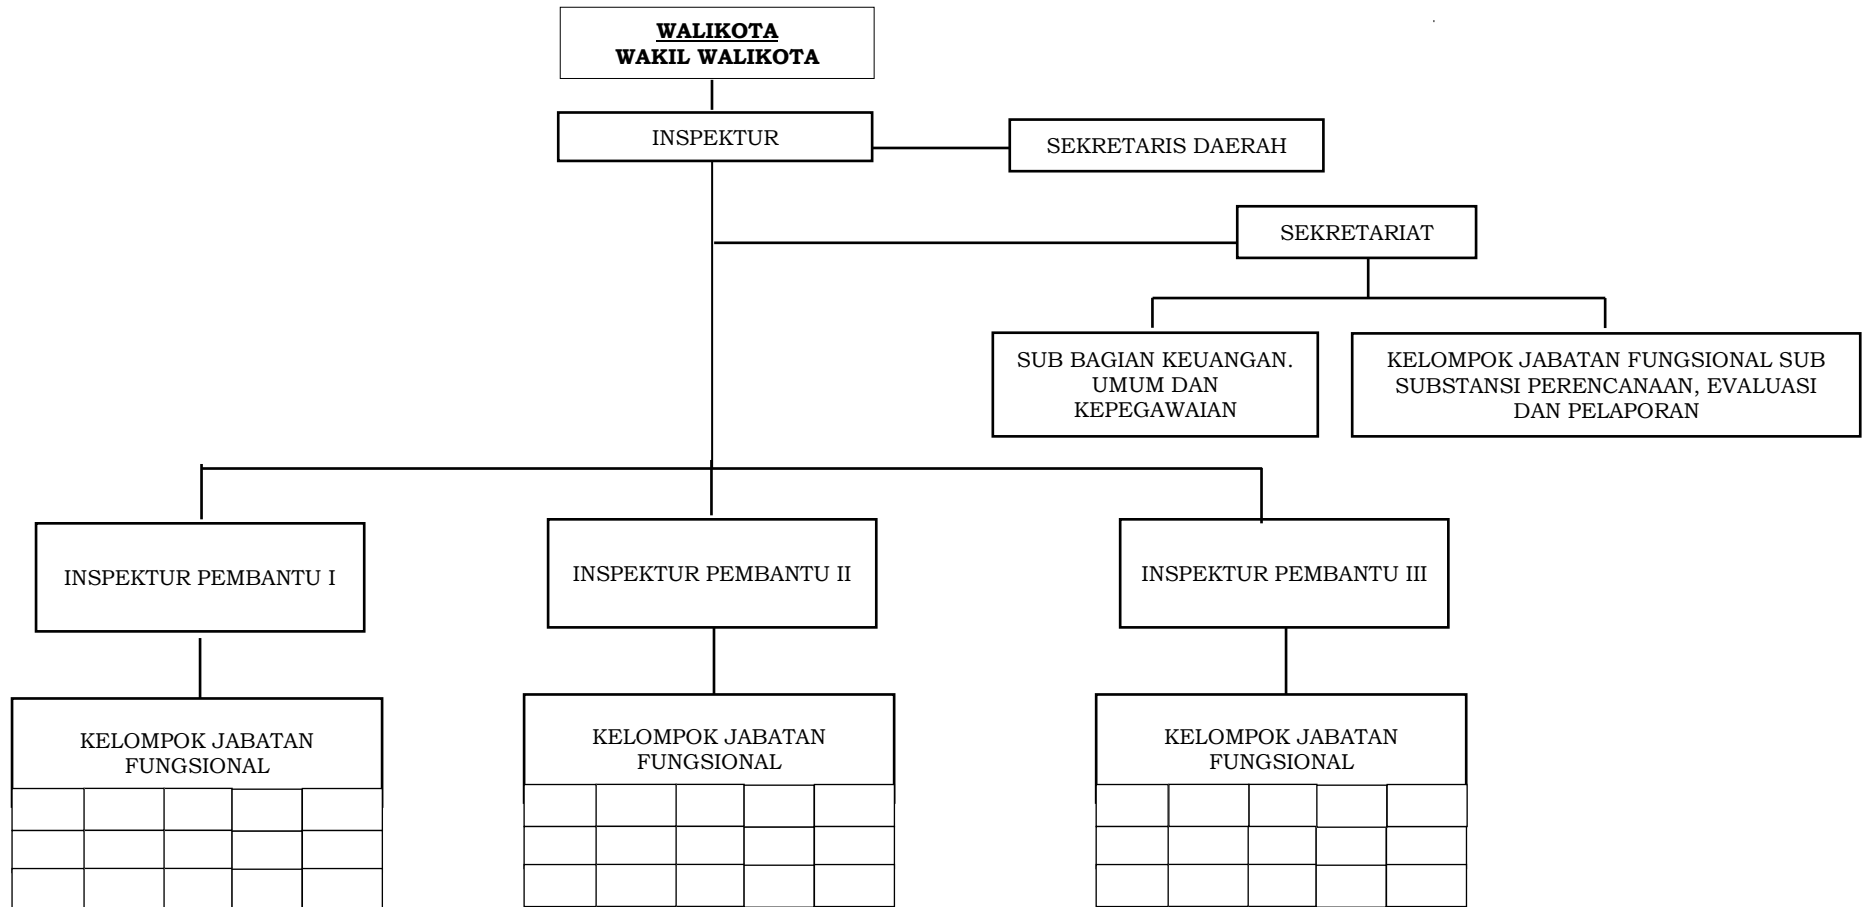 WALIKOTA
WAKIL WALIKOTA
INSPEKTUR
SEKRETARIS DAERAH
SEKRETARIAT
SUB BAGIAN KEUANGAN.
UMUM DAN
KEPEGAWAIAN
KELOMPOK JABATAN FUNGSIONAL SUB
SUBSTANSI PERENCANAAN, EVALUASI
DAN PELAPORAN
INSPEKTUR PEMBANTU I
INSPEKTUR PEMBANTU II
INSPEKTUR PEMBANTU III
KELOMPOK JABATAN
FUNGSIONAL
KELOMPOK JABATAN
FUNGSIONAL
KELOMPOK JABATAN
FUNGSIONAL